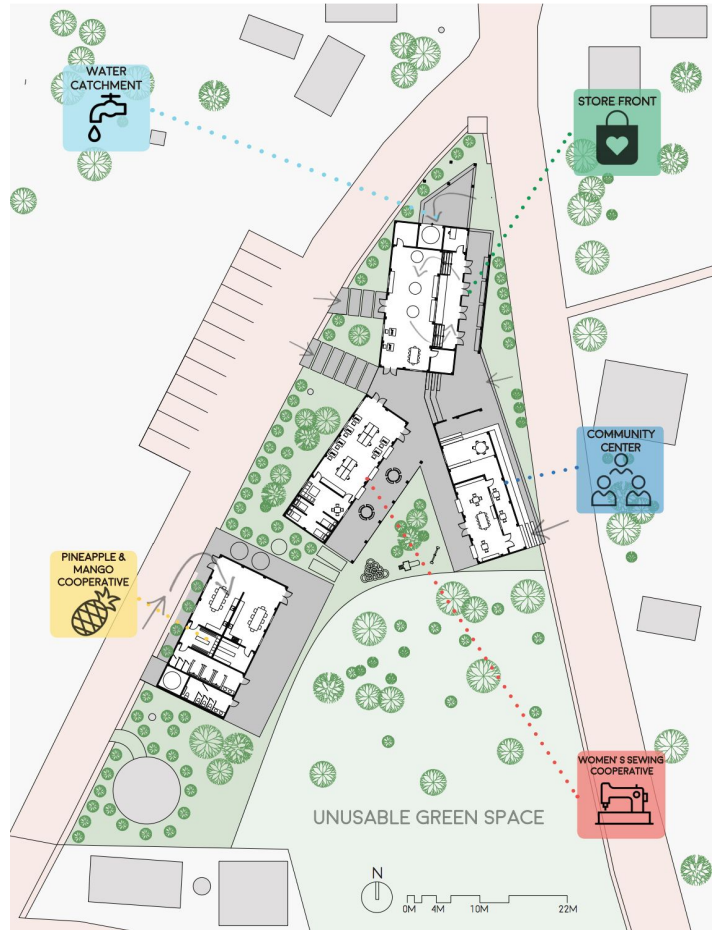 WATER
CATCHMENT
STORE FRONT
COMMUNITY
CENTER
PINEAPPLE &
MANGO
COOPERATIVE
WOMEN' S SEWING
COOPERATIVE
UNUSABLE GREEN SPACE
N
0M 4M 10M 22M